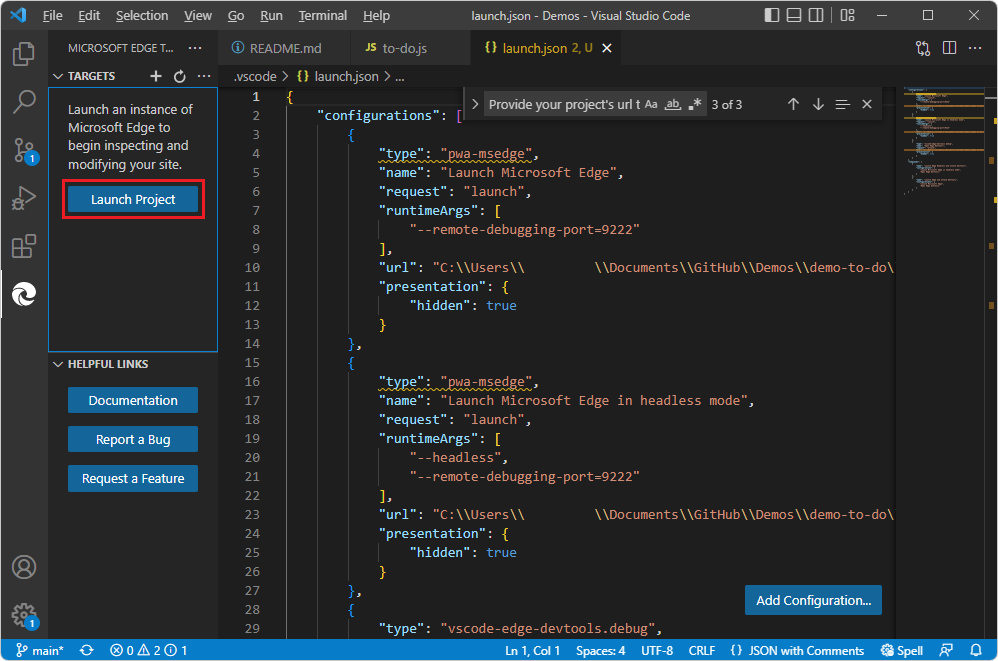 File Edit Selection View Go Run Terminal Help launch.json - Demos - Visual Studio Code
MICROSOFT EDGE T... ...
TARGETS
Launch an instance of
Microsoft Edge to
begin inspecting and
modifying your site.
Launch Project
HELPFUL LINKS
Documentation
Report a Bug
Request a Feature
1
1
README.md JS to-do.js {} launch.json 2, U
.vscode > {} launch.json > ...
Provide your project's url t Aa ab .* 3 of 3
1 {
2 "configurations": [
3 {
4 "type": "pwa-msedge",
5 "name": "Launch Microsoft Edge",
6 "request": "launch",
7 "runtimeArgs": [
8 "--remote-debugging-port=9222"
9 ],
10 "url": "C:\\Users\\ \\Documents\\GitHub\\Demos\\demo-to-do\
11 "presentation": {
12 "hidden": true
13 }
14 },
15 {
16 "type": "pwa-msedge",
17 "name": "Launch Microsoft Edge in headless mode",
18 "request": "launch",
19 "runtimeArgs": [
20 "--headless",
21 "--remote-debugging-port=9222"
22 ],
23 "url": "C:\\Users\\ \\Documents\\GitHub\\Demos\\demo-to-do\
24 "presentation": {
25 "hidden": true
26 }
27 },
28 {
29 "type": "vscode-edge-devtools.debug",
Add Configuration...
main* 0 2 1 Ln 1, Col 1 Spaces: 4 UTF-8 CRLF {} JSON with Comments Spell